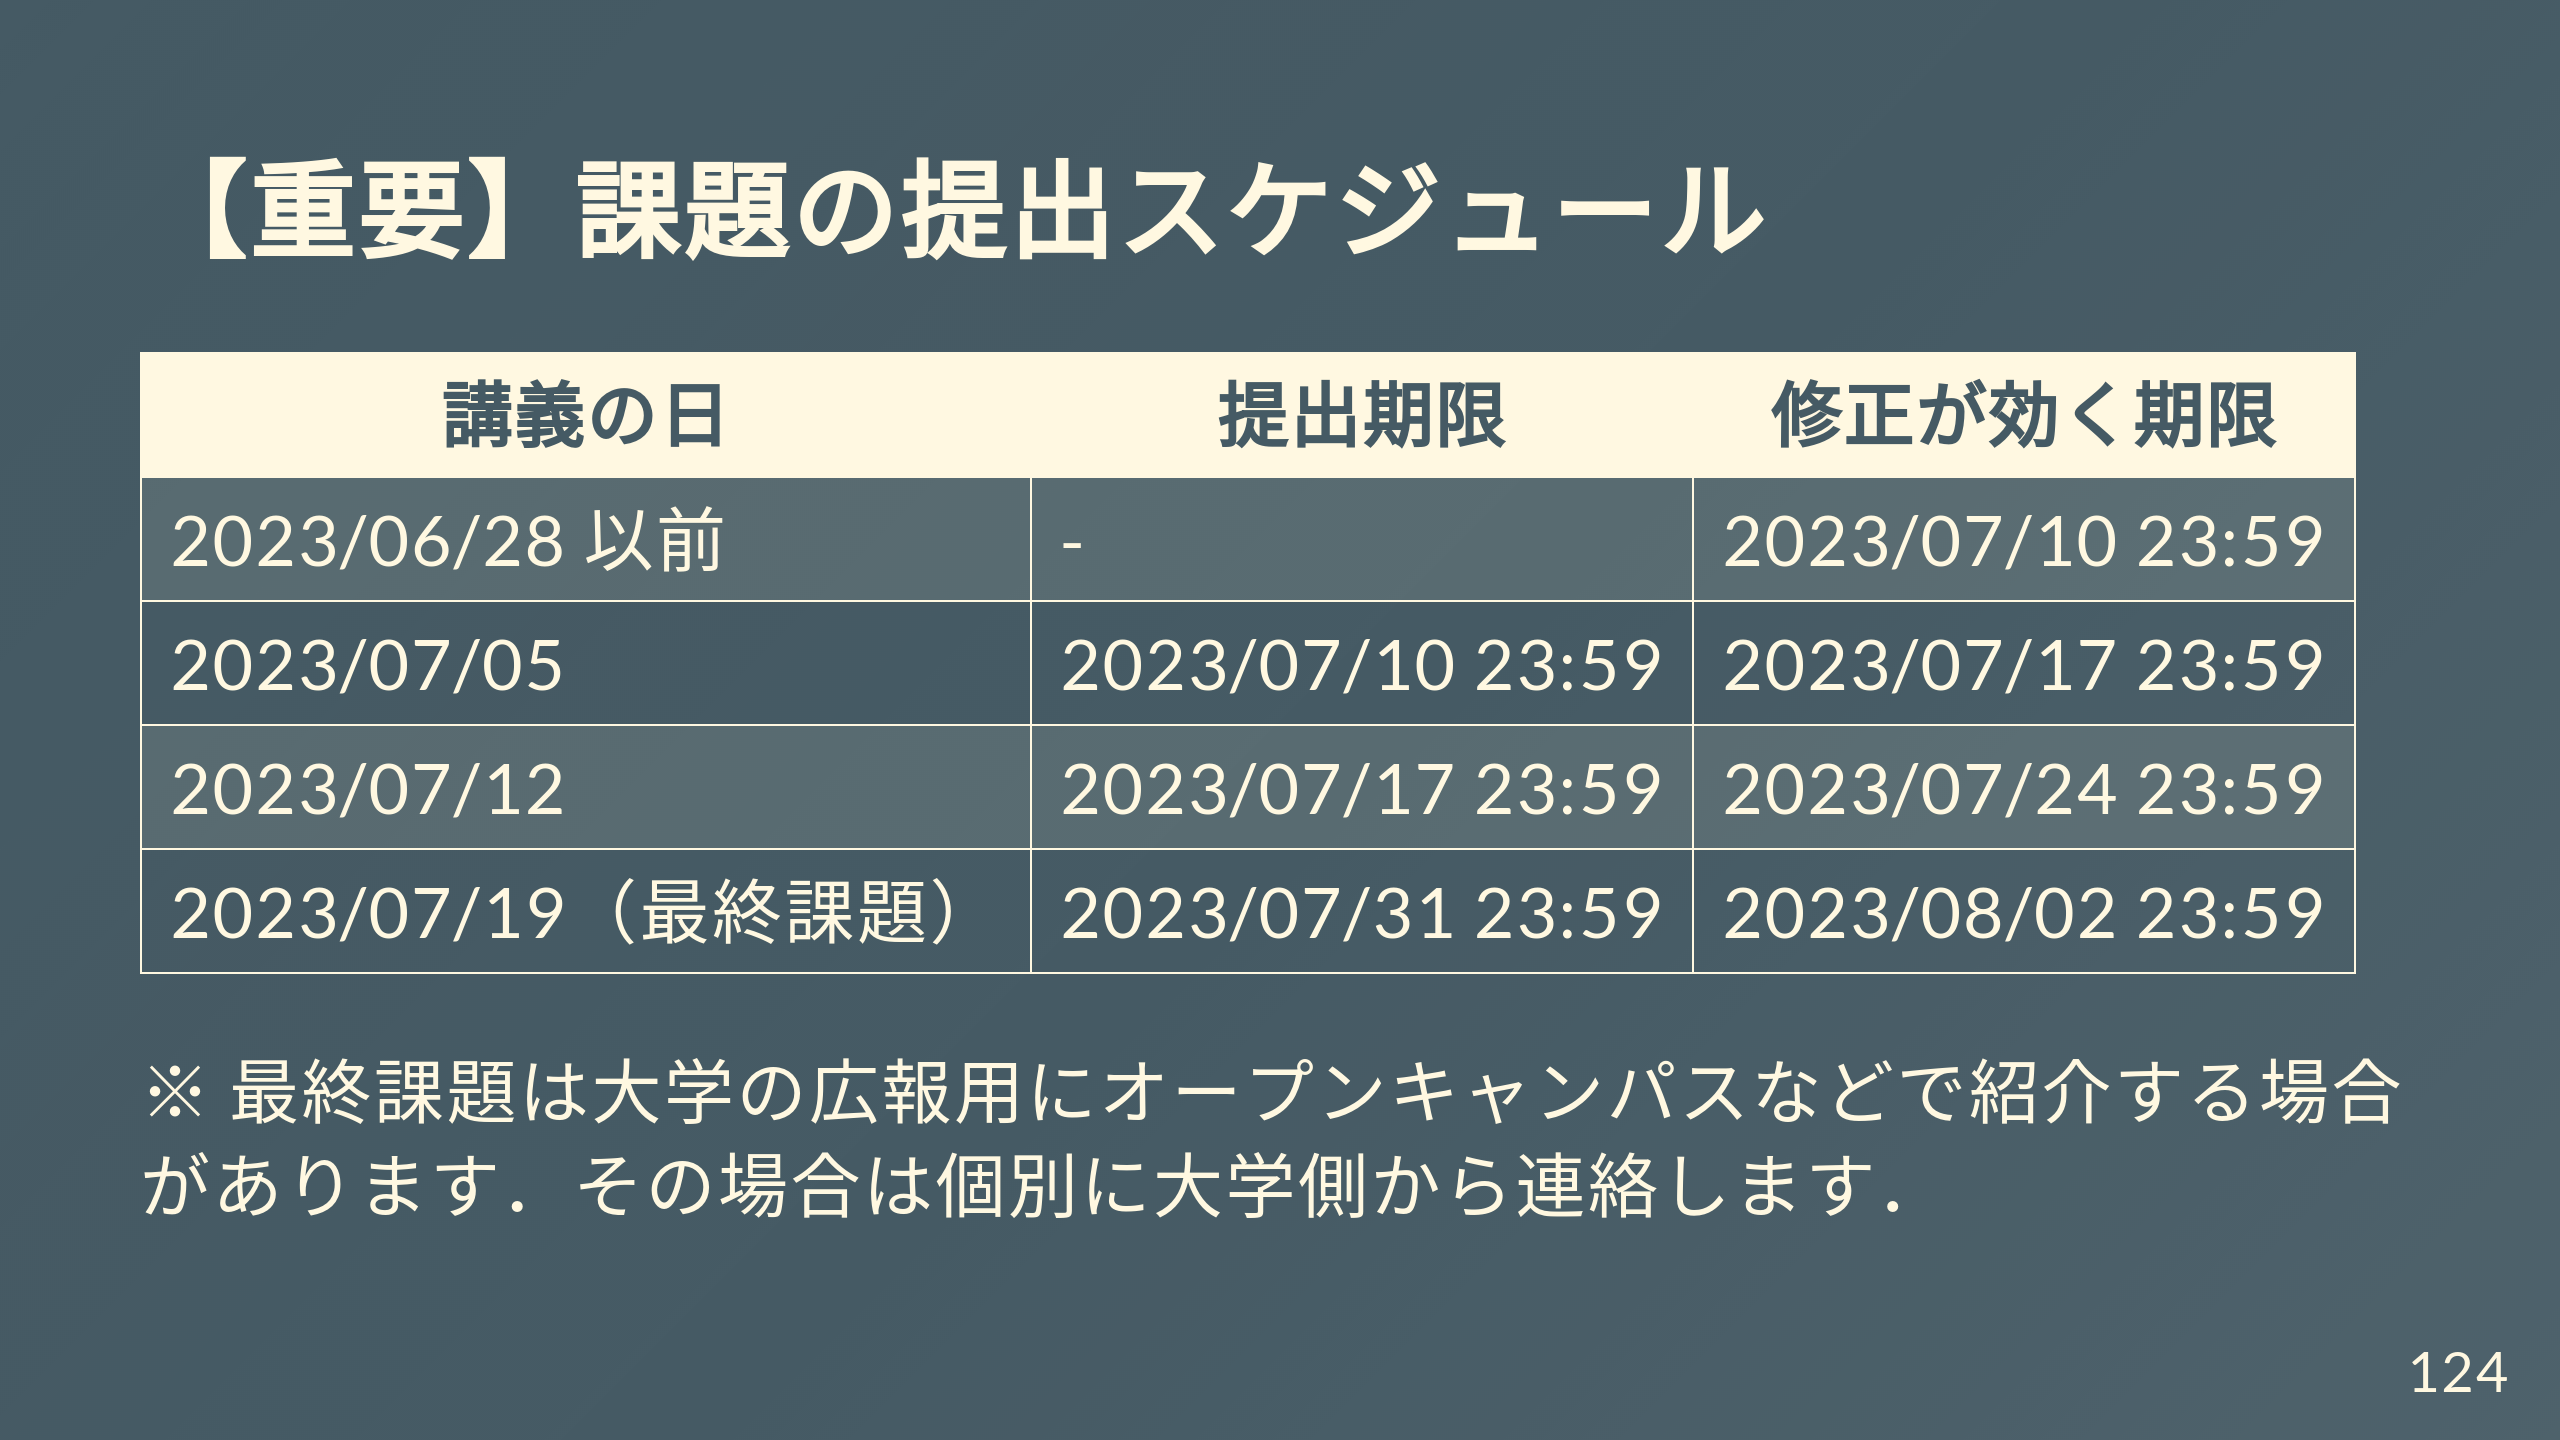 【重要】課題の提出スケジュール
講義の日 提出期限 修正が効く期限
2023/06/28 以前 - 2023/07/10 23:59
2023/07/05 2023/07/10 23:59 2023/07/17 23:59
2023/07/12 2023/07/17 23:59 2023/07/24 23:59
2023/07/19（最終課題） 2023/07/31 23:59 2023/08/02 23:59
※ 最終課題は大学の広報用にオープンキャンパスなどで紹介する場合
があります．その場合は個別に大学側から連絡します．
124